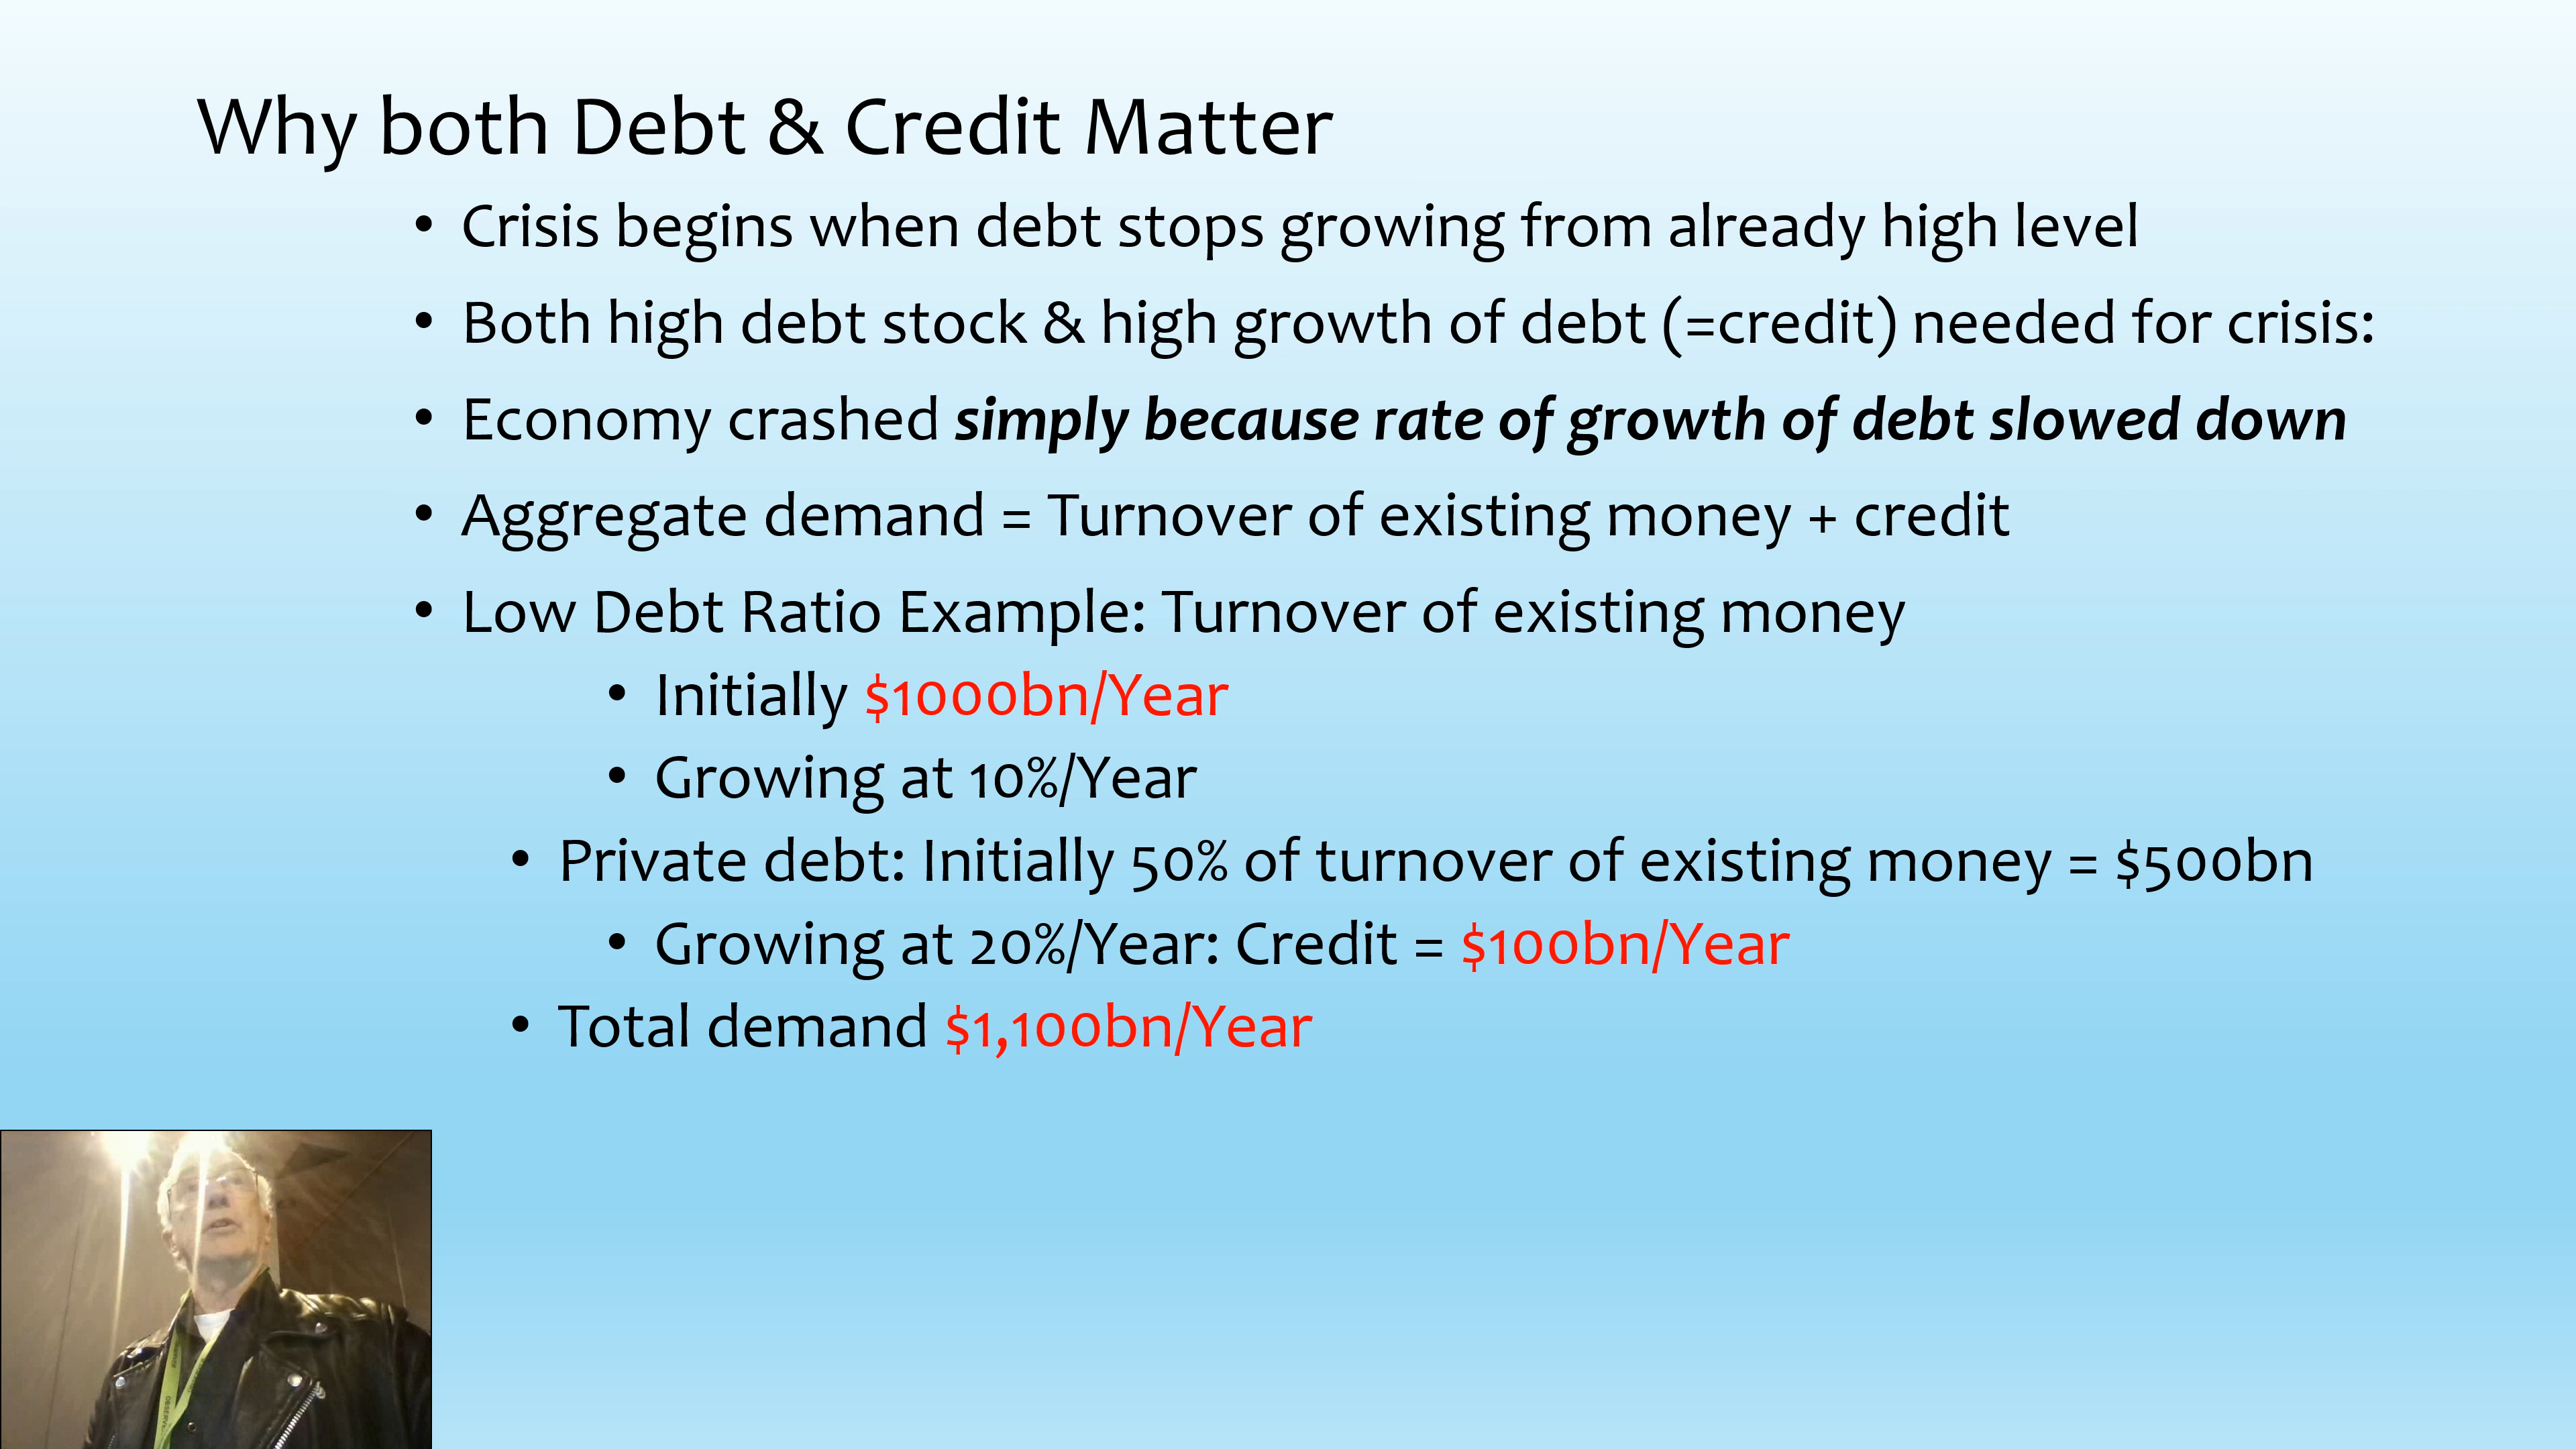 Why both Debt & Credit Matter
• Crisis begins when debt stops growing from already high level
• Both high debt stock & high growth of debt (=credit) needed for crisis:
• Economy crashed simply because rate of growth of debt slowed down
• Aggregate demand = Turnover of existing money + credit
• Low Debt Ratio Example: Turnover of existing money
• Initially $1000bn/Year
• Growing at 10%/Year
• Private debt: Initially 50% of turnover of existing money = $500bn
• Growing at 20%/Year: Credit = $100bn/Year
• Total demand $1,100bn/Year